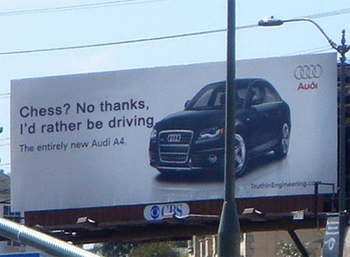 Chess? No thanks,
I'd rather be driving
The entirely new Audi A4.
Audi
TruthInEngineering.com
CBS